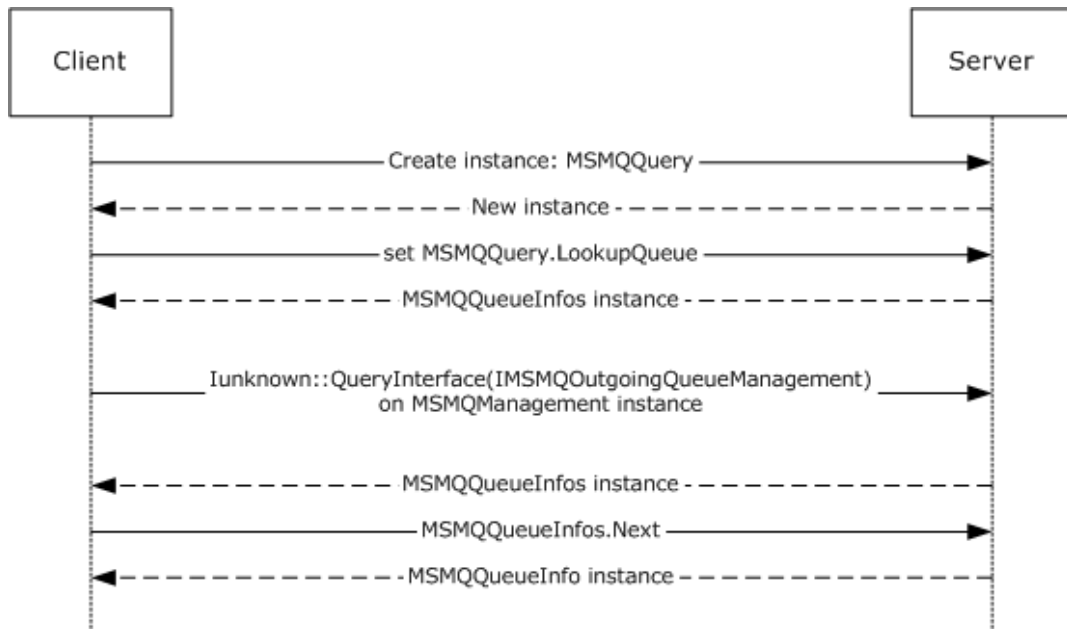 Client
Server
Create instance: MSMQQuery
New instance
set MSMQQuery.LookupQueue
MSMQQueueInfos instance
Iunknown::QueryInterface(IMSMQOutgoingQueueManagement)
on MSMQManagement instance
MSMQQueueInfos instance
MSMQQueueInfos.Next
MSMQQueueInfo instance